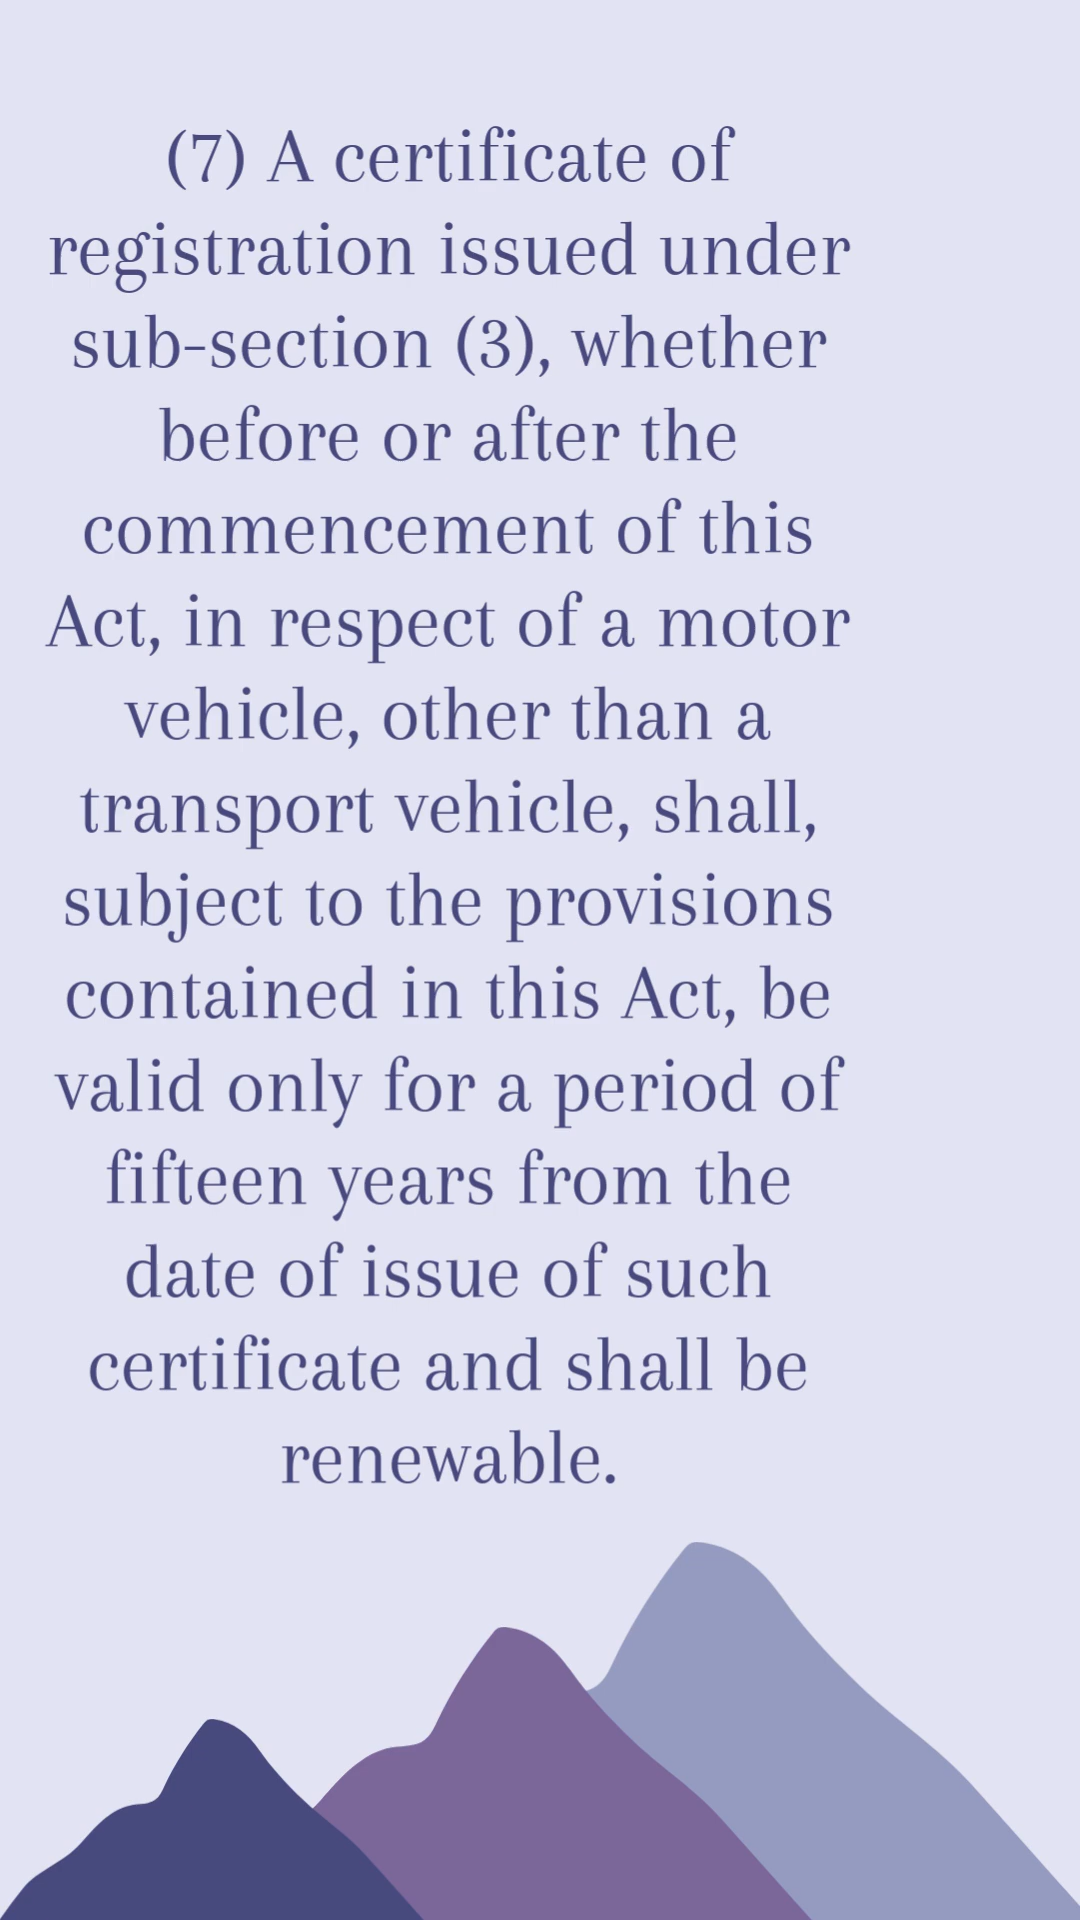 (7) A certificate of
registration issued under
sub-section (3), whether
before or after the
commencement of this
Act, in respect of a motor
vehicle, other than a
transport vehicle, shall,
subject to the provisions
contained in this Act, be
valid only for a period of
fifteen years from the
date of issue of such
certificate and shall be
renewable.